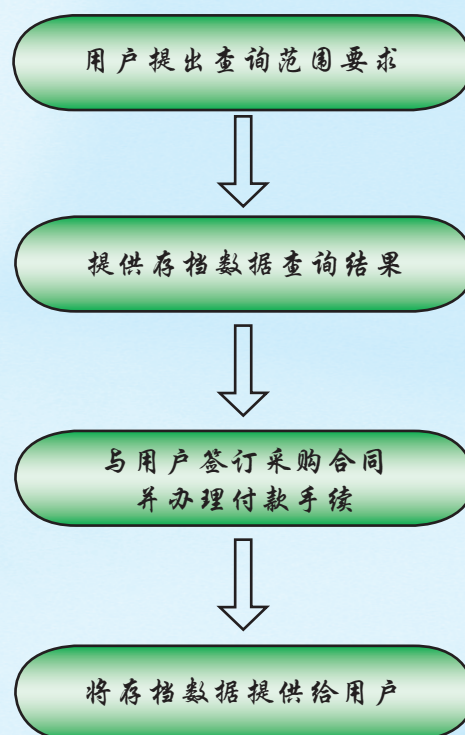 用户提出查询范围要求
提供存档数据查询结果
与用户签订采购合同
并办理付款手续
将存档数据提供给用户